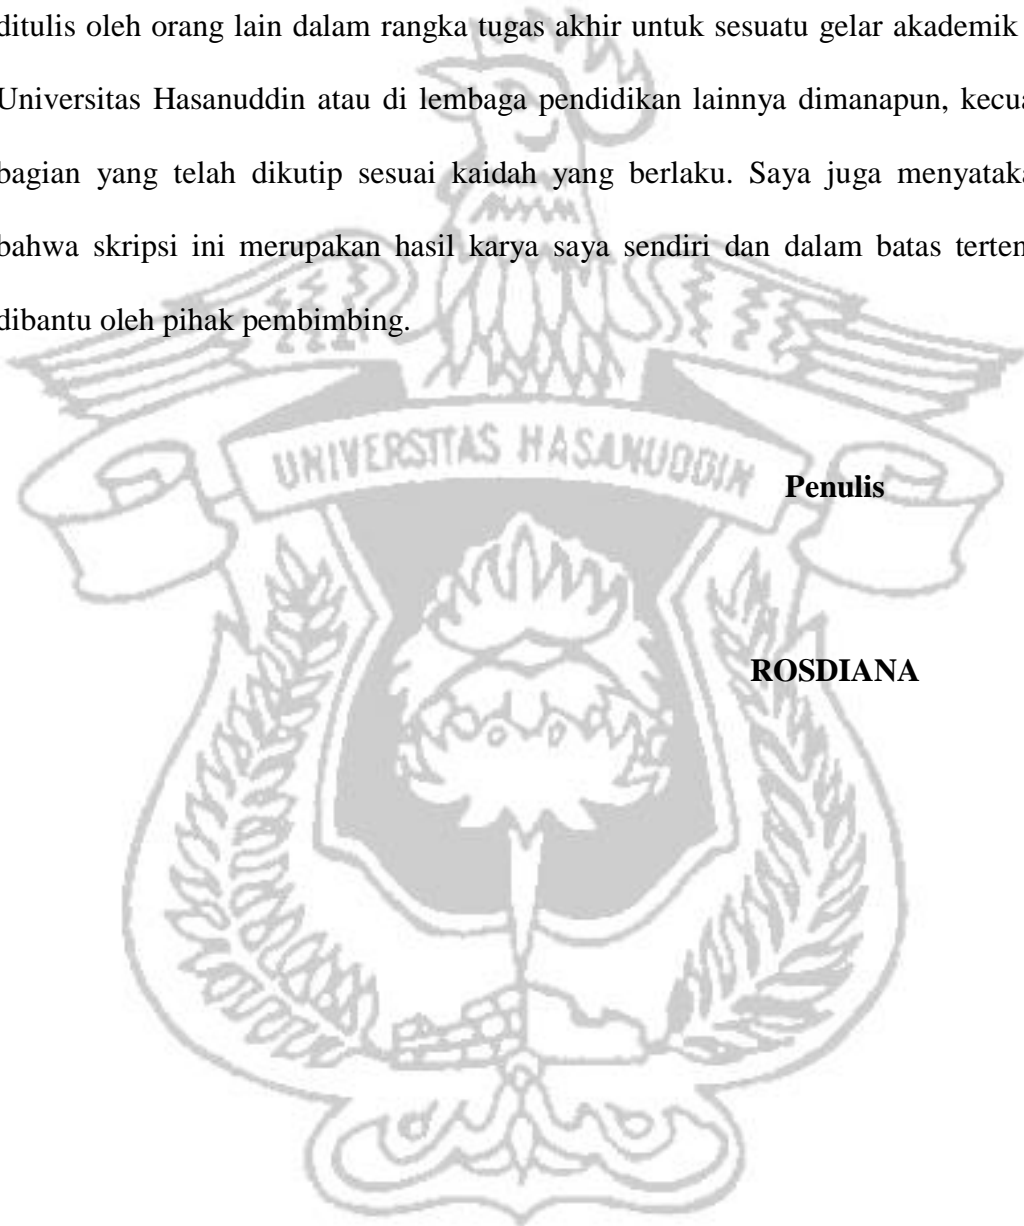 ditulis oleh orang lain dalam rangka tugas akhir untuk sesuatu gelar akademik
Universitas Hasanuddin atau di lembaga pendidikan lainnya dimanapun, kecua
bagian yang telah dikutip sesuai kaidah yang berlaku. Saya juga menyataka
bahwa skripsi ini merupakan hasil karya saya sendiri dan dalam batas terten
dibantu oleh pihak pembimbing.
UNIVERSITAS HASANUDDIN
Penulis
ROSDIANA